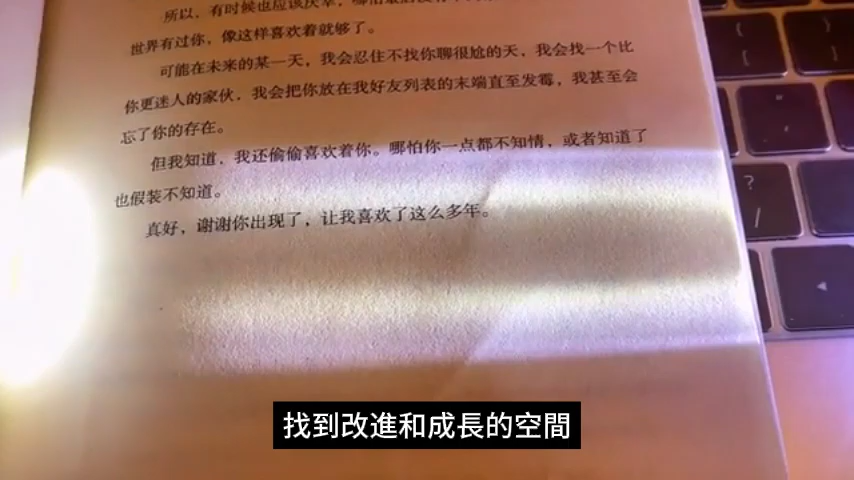 所以，有时候也应该庆幸，哪怕最后没有
世界有过你，像这样喜欢着就够了。
可能在未来的某一天，我会忍住不找你聊很尬的天，我会找一个比
你更迷人的家伙，我会把你放在我好友列表的末端直至发霉，我甚至会
忘了你的存在。
但我知道，我还偷偷喜欢着你。哪怕你一点都不知情，或者知道了
也假装不知道。
真好，谢谢你出现了，让我喜欢了这么多年。
?
/
找到改進和成長的空間